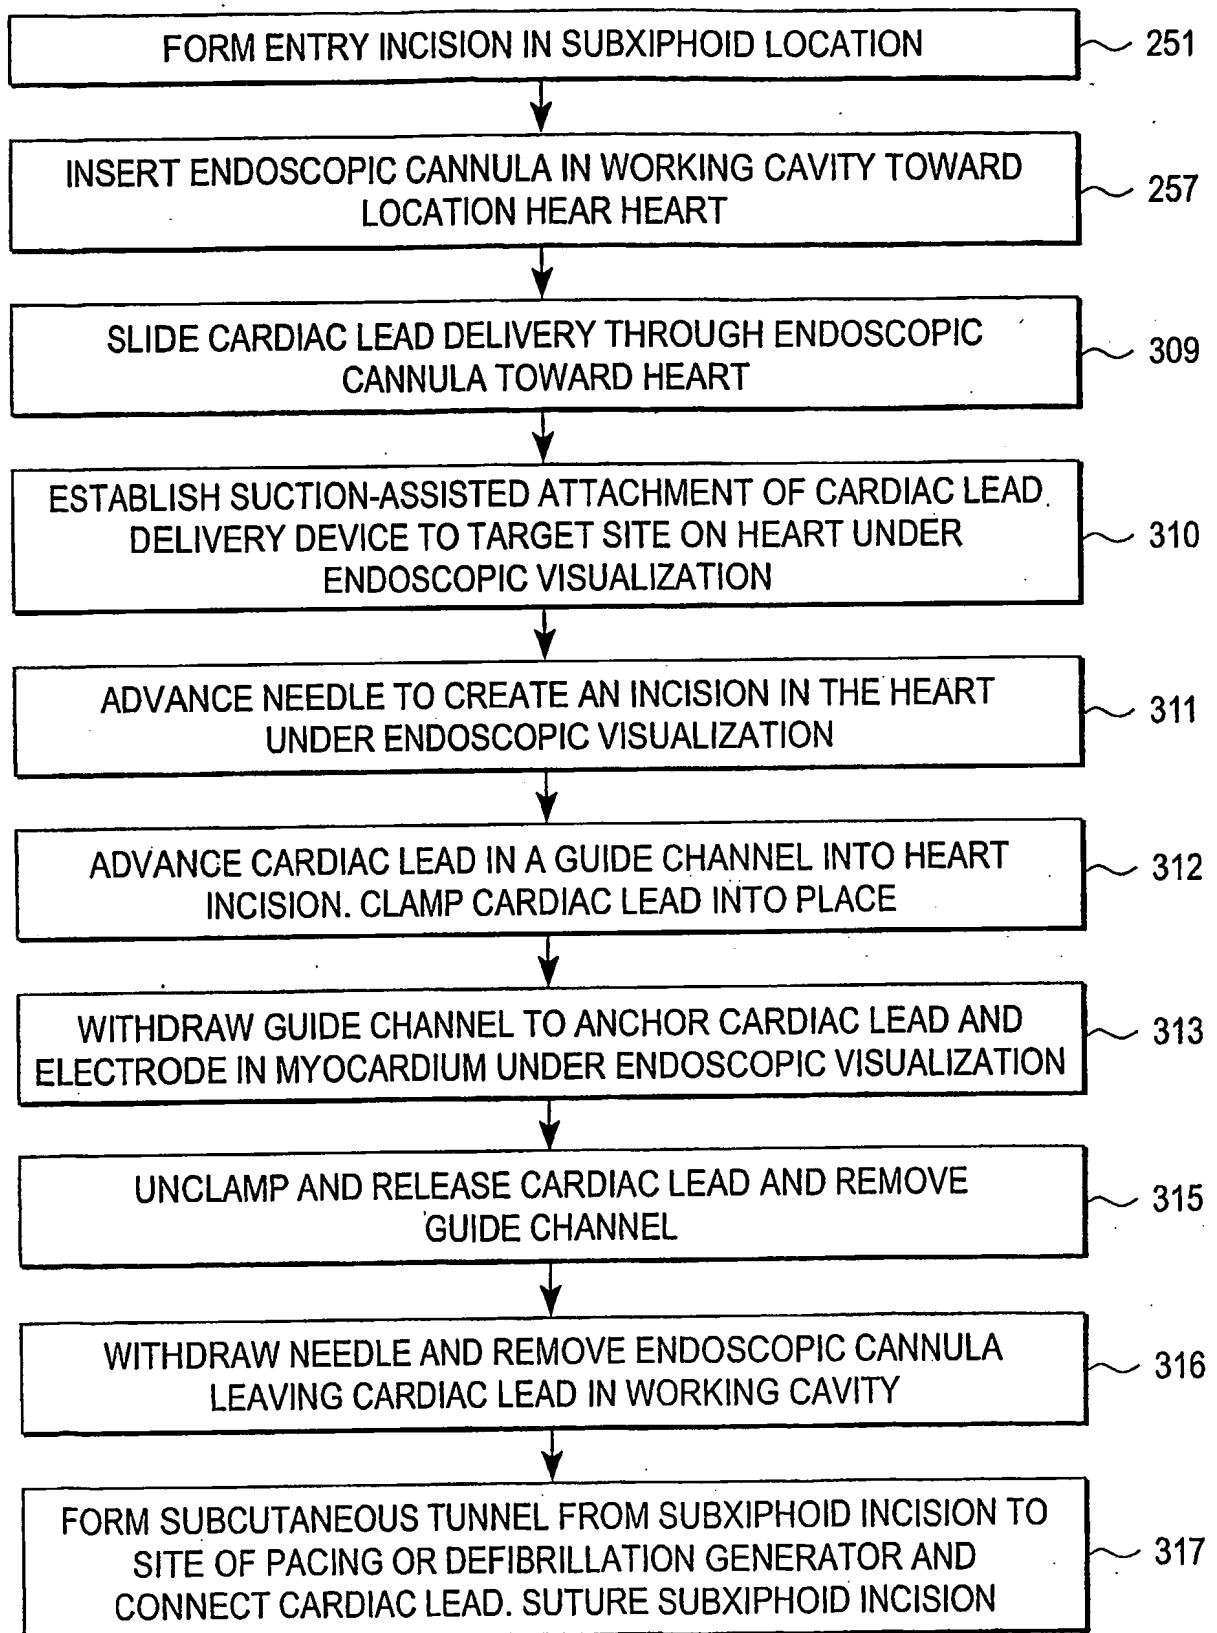 FORM ENTRY INCISION IN SUBXIPHOID LOCATION
251
INSERT ENDOSCOPIC CANNULA IN WORKING CAVITY TOWARD
LOCATION HEAR HEART
257
SLIDE CARDIAC LEAD DELIVERY THROUGH ENDOSCOPIC
CANNULA TOWARD HEART
309
ESTABLISH SUCTION-ASSISTED ATTACHMENT OF CARDIAC LEAD
DELIVERY DEVICE TO TARGET SITE ON HEART UNDER
ENDOSCOPIC VISUALIZATION
310
ADVANCE NEEDLE TO CREATE AN INCISION IN THE HEART
UNDER ENDOSCOPIC VISUALIZATION
311
ADVANCE CARDIAC LEAD IN A GUIDE CHANNEL INTO HEART
INCISION. CLAMP CARDIAC LEAD INTO PLACE
312
WITHDRAW GUIDE CHANNEL TO ANCHOR CARDIAC LEAD AND
ELECTRODE IN MYOCARDIUM UNDER ENDOSCOPIC VISUALIZATION
313
UNCLAMP AND RELEASE CARDIAC LEAD AND REMOVE
GUIDE CHANNEL
315
WITHDRAW NEEDLE AND REMOVE ENDOSCOPIC CANNULA
LEAVING CARDIAC LEAD IN WORKING CAVITY
316
FORM SUBCUTANEOUS TUNNEL FROM SUBXIPHOID INCISION TO
SITE OF PACING OR DEFIBRILLATION GENERATOR AND
CONNECT CARDIAC LEAD. SUTURE SUBXIPHOID INCISION
317